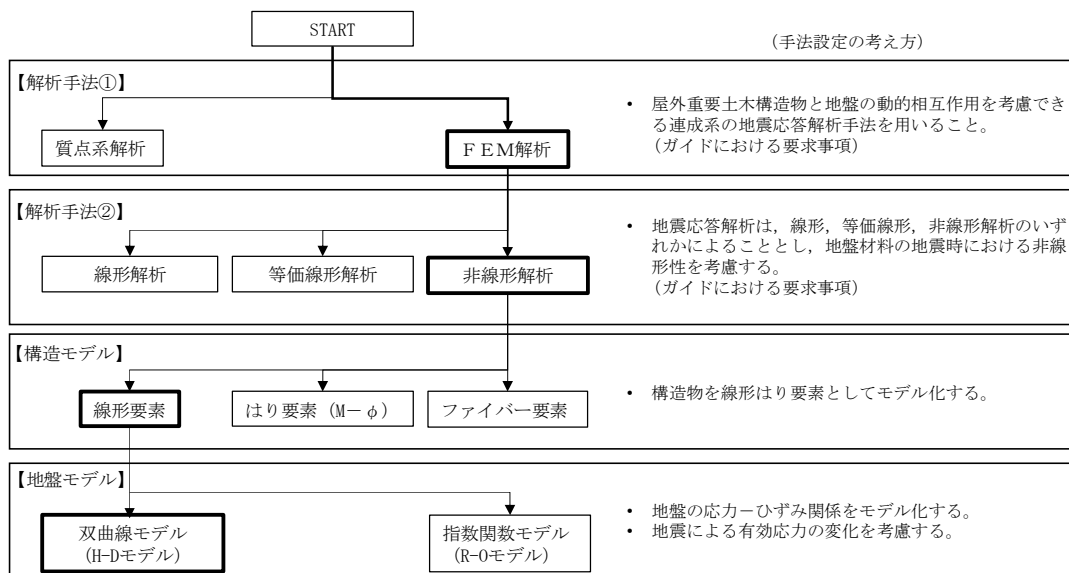 START
（手法設定の考え方）
【解析手法①】
質点系解析
ＦＥＭ解析
• 屋外重要土木構造物と地盤の動的相互作用を考慮でき
る連成系の地震応答解析手法を用いること。
（ガイドにおける要求事項）
【解析手法②】
線形解析
等価線形解析
非線形解析
• 地震応答解析は，線形，等価線形，非線形解析のいず
れかによることとし，地盤材料の地震時における非線
形性を考慮する。
（ガイドにおける要求事項）
【構造モデル】
線形要素
はり要素（M－φ）
ファイバー要素
• 構造物を線形はり要素としてモデル化する。
【地盤モデル】
双曲線モデル
(H-Dモデル)
指数関数モデル
(R-Oモデル)
• 地盤の応力－ひずみ関係をモデル化する。
• 地震による有効応力の変化を考慮する。